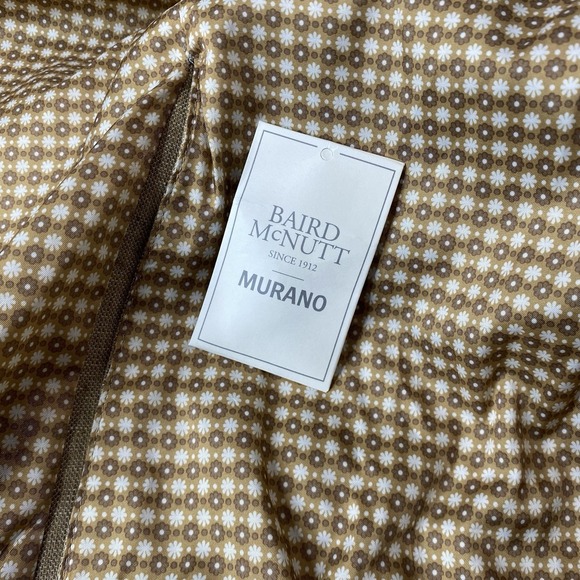 BAIRD
McNUTT
SINCE 1912
MURANO